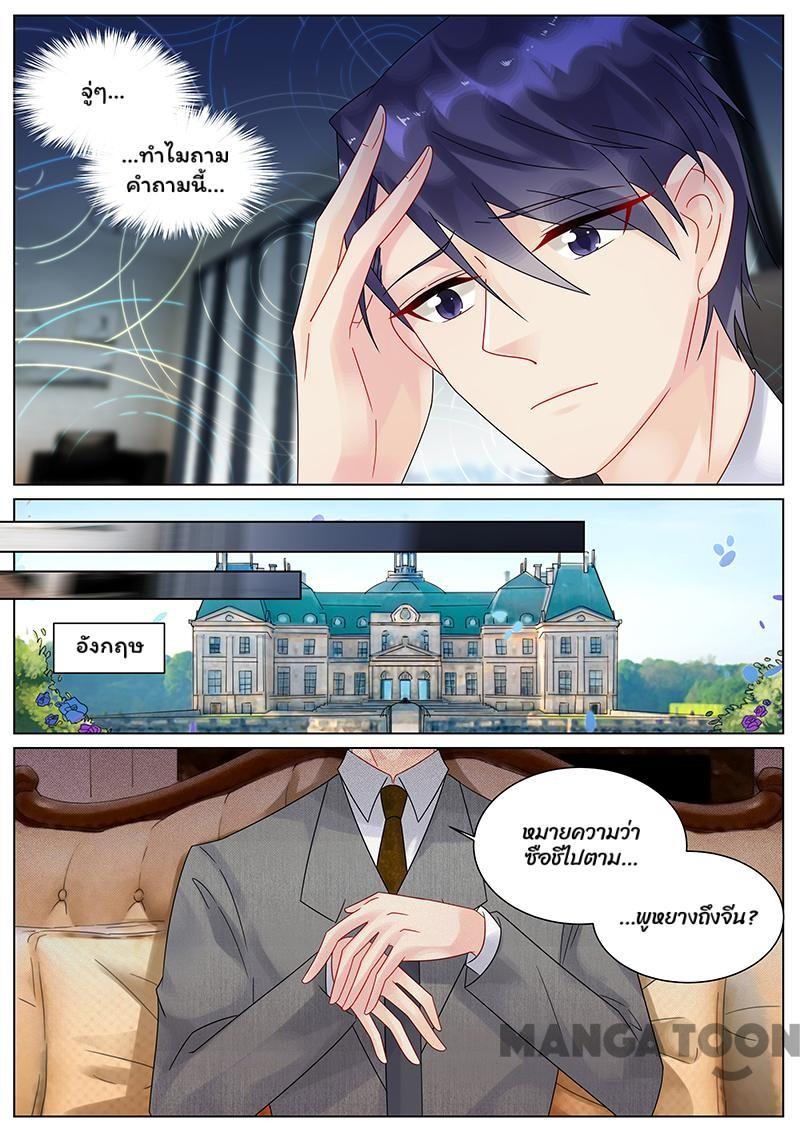 จู่ๆ...
...ทำไมถาม
คำถามนี้...
อังกฤษ
หมายความว่า
ซือชีไปตาม...
...พูหยางถึงจีน?
MANGATOON